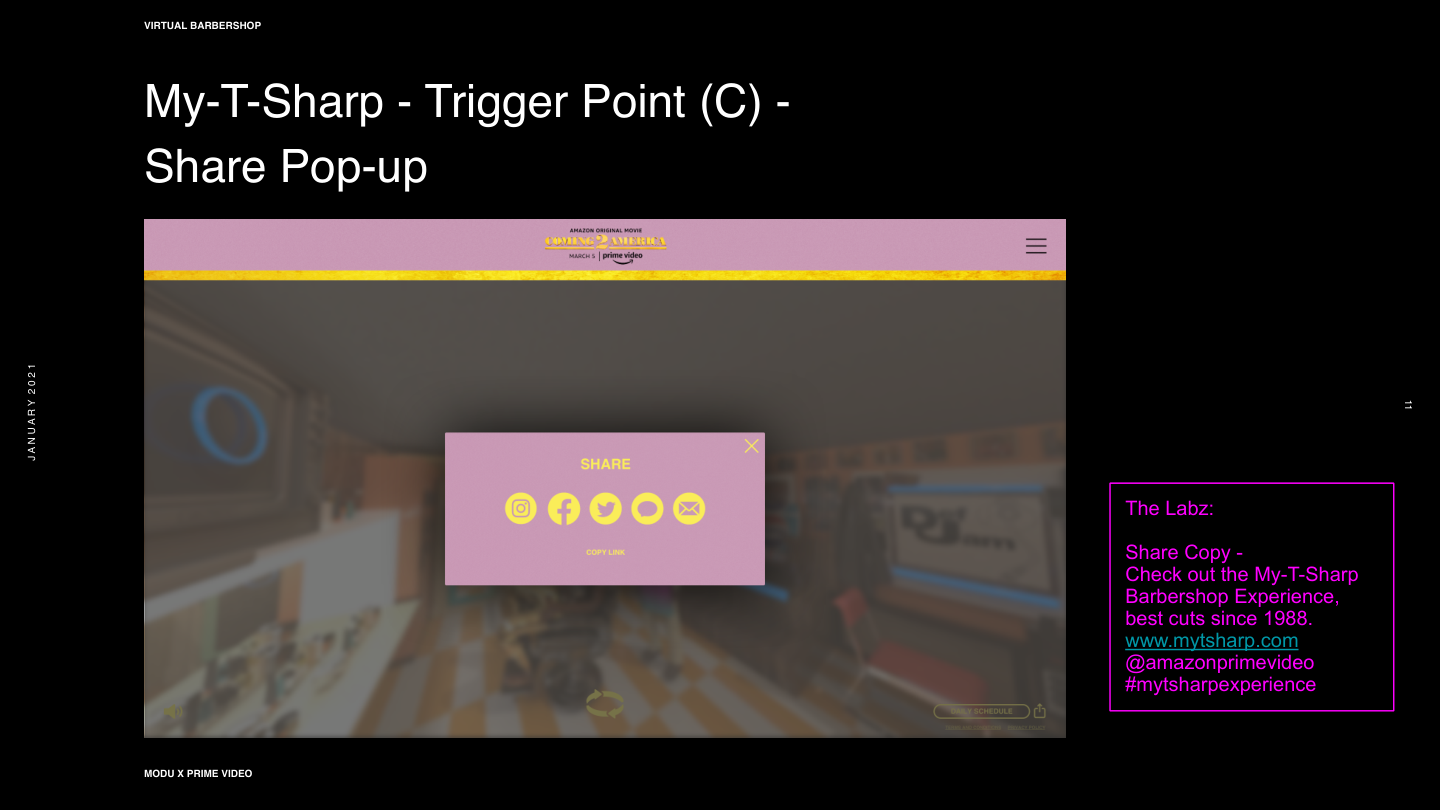 VIRTUAL BARBERSHOP
My-T-Sharp - Trigger Point (C) -
Share Pop-up
AMAZON ORIGINAL MOVIE
COMING 2 AMERICA
MARCH 5 | prime video
SHARE
COPY LINK
Def Jam
SCHEDULE
JANUARY 2021
11
The Labz:
Share Copy -
Check out the My-T-Sharp
Barbershop Experience,
best cuts since 1988.
www.mytsharp.com
@amazonprimevideo
#mytsharpexperience
MODU X PRIME VIDEO